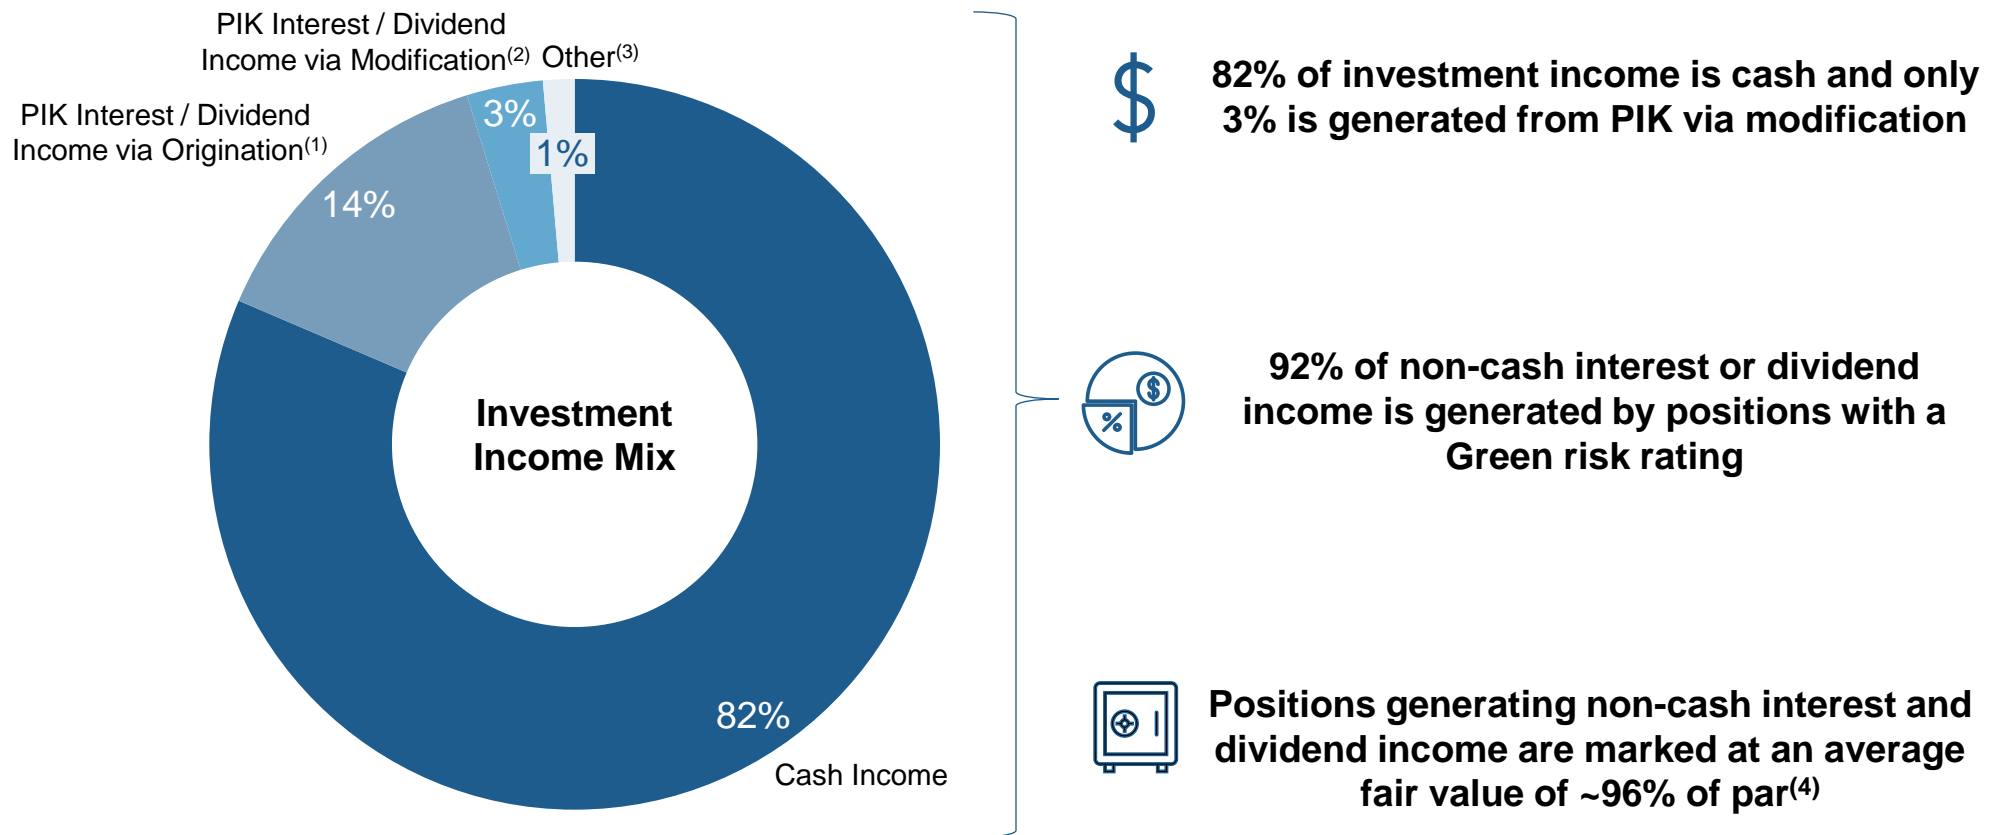 PIK Interest / Dividend
Income via Modification(2)
Other(3)
PIK Interest / Dividend
Income via Origination(1)
3%
1%
14%
Investment
Income Mix
82%
Cash Income
$
82% of investment income is cash and only
3% is generated from PIK via modification
$
%
92% of non-cash interest or dividend
income is generated by positions with a
Green risk rating
Positions generating non-cash interest and
dividend income are marked at an average
fair value of ~96% of par(4)